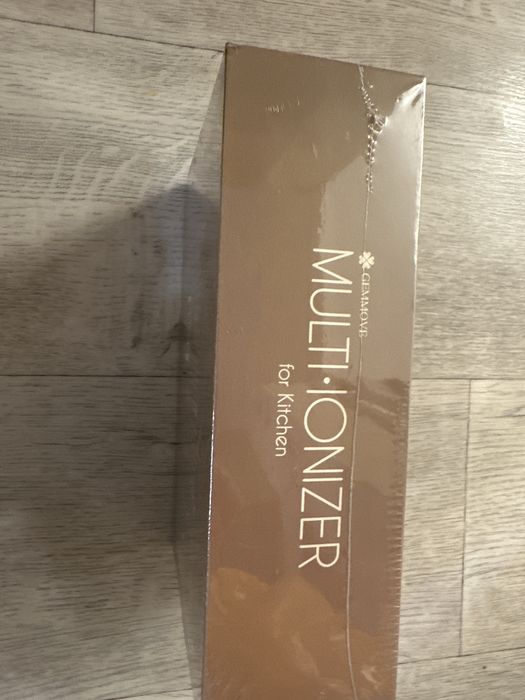 GEMMOVE
MULTI·IONIZER
for Kitchen